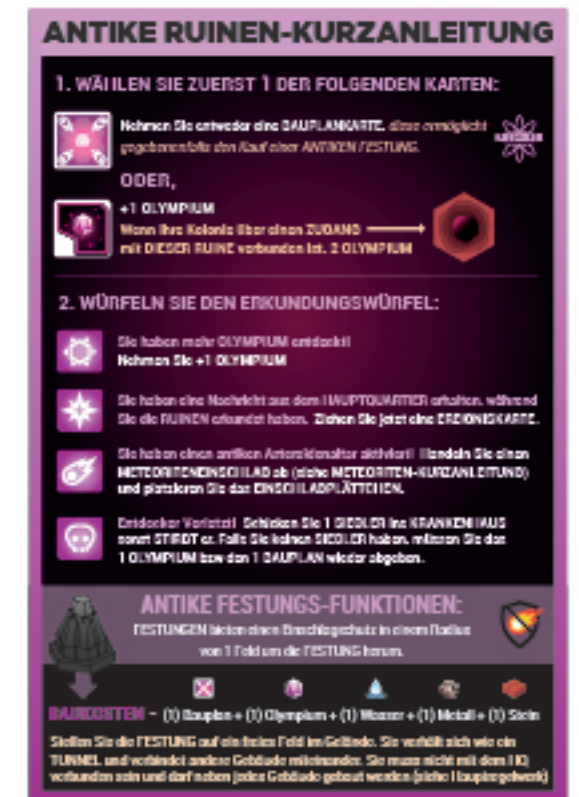 ANTIKE RUINEN-KURZANLEITUNG
1. WÄHLEN SIE ZUERST 1 DER FOLGENDEN KARTEN:
Nehmen Sie entweder eine BAUPLANKARTE, diese ermöglicht
gegebenenfalls den Kauf einer ANTIKEN FESTUNG.
ODER,
+1 OLYMPIUM
Wenn Ihre Kolonie über einen ZUGANG
mit DIESER RUINE verbunden ist, 2 OLYMPIUM
2. WÜRFELN SIE DEN ERKUNDUNGSWÜRFEL:
Sie haben mehr OLYMPIUM entdeckt!
Nehmen Sie +1 OLYMPIUM
Sie haben eine Nachricht aus dem HAUPTQUARTIER erhalten, während
Sie die RUINEN erkundet haben. Ziehen Sie jetzt eine EREIGNISKARTE.
Sie haben einen antiken Asteroidenaltar aktiviert! Handeln Sie einen
METEORITENEINSCHLAG ab (siehe METEORITEN-KURZANLEITUNG)
und platzieren Sie das EINSCHLAGPLÄTTCHEN.
Entdecker Verletzt! Schicken Sie 1 SIEDLER ins KRANKENHAUS
sonst STIRBT er. Falls Sie keinen SIEDLER haben, müssen Sie das
1 OLYMPIUM bzw den 1 BAUPLAN wieder abgeben.
ANTIKE FESTUNGS-FUNKTIONEN:
FESTUNGEN bieten einen Einschlagschutz in einem Radius
von 1 Feld um die FESTUNG herum.
BAUKOSTEN - (1) Bauplan + (1) Olympium + (1) Wasser + (1) Metall + (1) Stein
Stellen Sie die FESTUNG auf ein freies Feld im Gelände. Sie verhält sich wie ein
TUNNEL und verbindet andere Gebäude miteinander. Sie muss nicht mit dem HQ
verbunden sein und darf neben jedes Gebäude gebaut werden (siehe Hauptregelwerk)